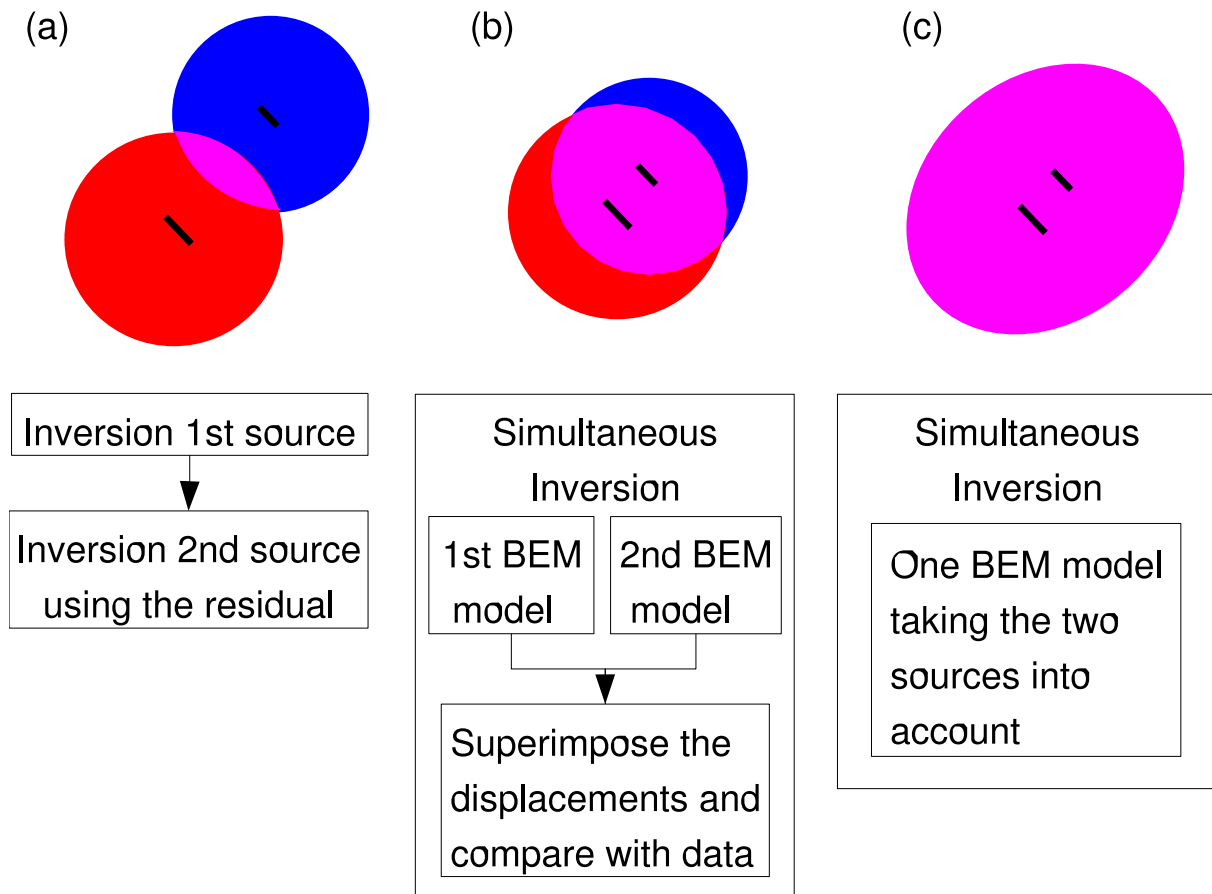 (a)
(b)
(c)
Inversion 1st source
Inversion 2nd source
using the residual
Simultaneous
Inversion
1st BEM
model
2nd BEM
model
Superimpose the
displacements and
compare with data
Simultaneous
Inversion
One BEM model
taking the two
sources into
account